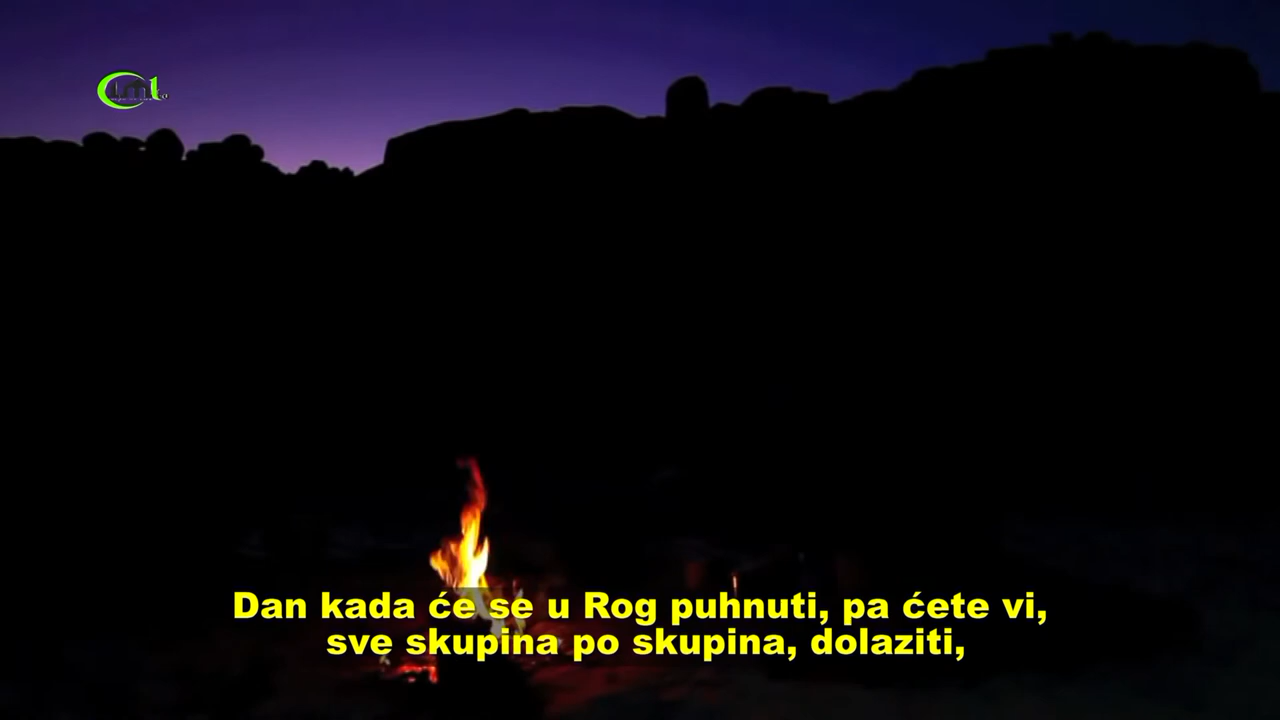 Dan kada će se u Rog puhnuti, pa ćete vi,
sve skupina po skupina, dolaziti,